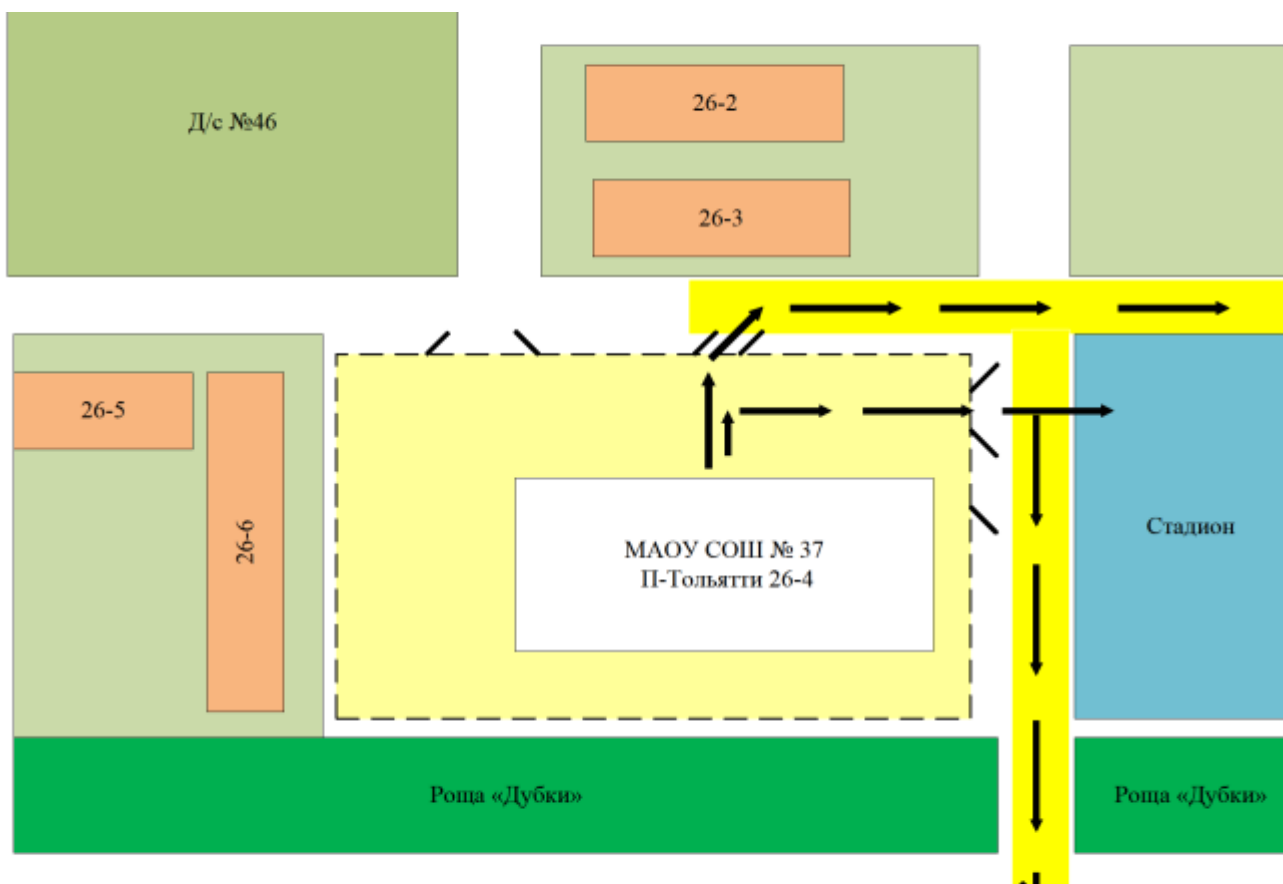 Д/с №46
26-2
26-3
26-5
26-6
МАОУ СОШ № 37
П-Тольятти 26-4
Стадион
Роща «Дубки»
Роща «Дубки»